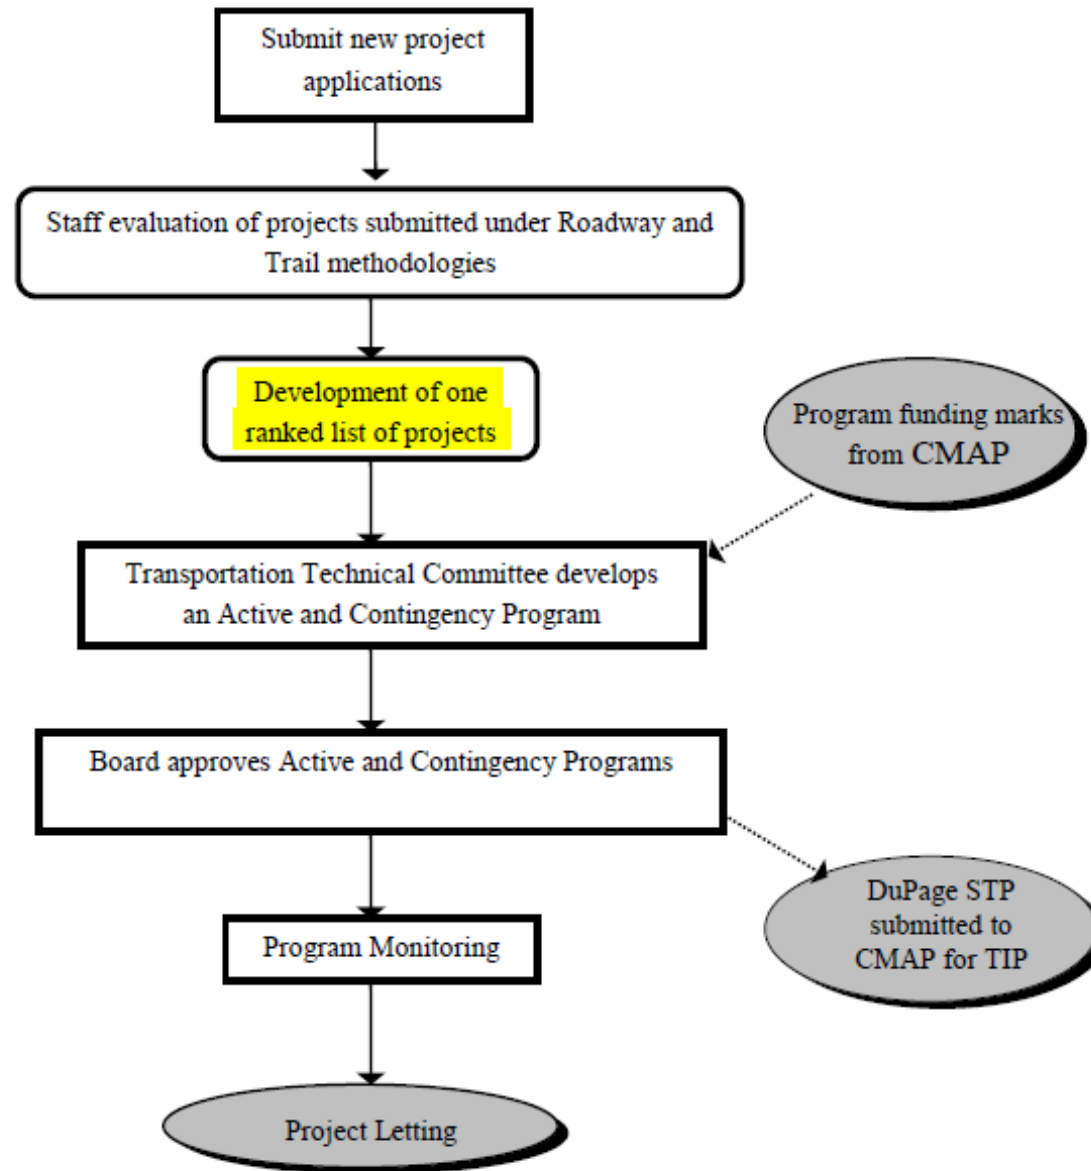 Submit new project
applications
Staff evaluation of projects submitted under Roadway and
Trail methodologies
Development of one
ranked list of projects
Program funding marks
from CMAP
Transportation Technical Committee develops
an Active and Contingency Program
Board approves Active and Contingency Programs
DuPage STP
submitted to
CMAP for TIP
Program Monitoring
Project Letting